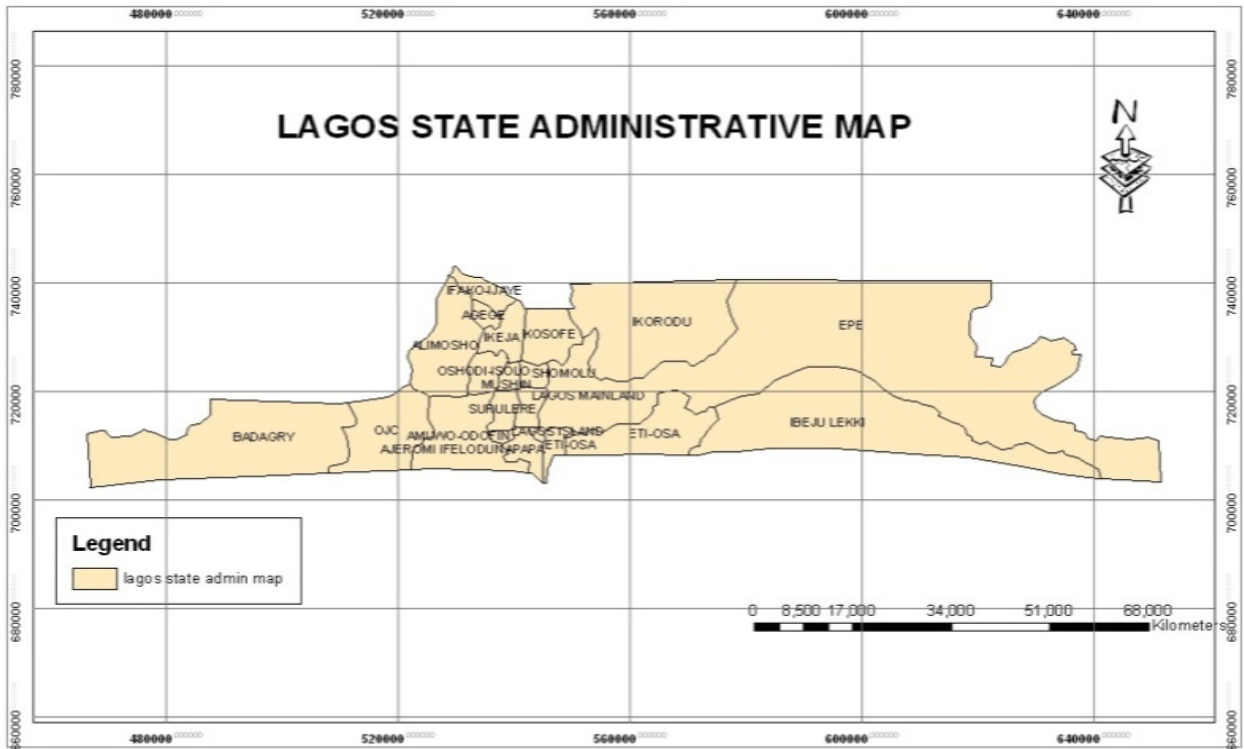 480000 520000 560000 600000 640000
780000 780000
LAGOS STATE ADMINISTRATIVE MAP
N
760000 760000
740000 740000
IFAKO-IJAYE
AGEGE
IKORODU
EPE
IKEJA
KOSOFE
ALIMOSHO
OSHODI-ISOLO
SHOMOLU
MUSHIN
720000 720000
LAGOS MAINLAND
SURULERE
IBEJU LEKKI
OJC
LAGOS ISLAND
ETI-OSA
BADAGRY
AMUWO-ODOFIN
ETI-OSA
AJEROMI IFELODUN
APAPA
700000 700000
Legend
lagos state admin map
680000 680000
0 8,500 17,000 34,000 51,000 68,000
Kilometers
660000 660000
480000 520000 560000 600000 640000